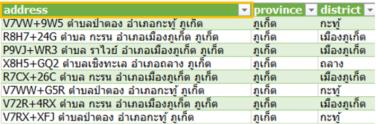 address province district
V7VW+9W5 ตำบลป่าตอง อำเภอกะทู้ ภูเก็ต ภูเก็ต กะทู้
R8H7+24G ตำบล กะรน อำเภอเมืองภูเก็ต ภูเก็ต ภูเก็ต เมืองภูเก็ต
P9VJ+WR3 ตำบล ราไวย์ อำเภอเมืองภูเก็ต ภูเก็ต ภูเก็ต เมืองภูเก็ต
X8H5+GQ2 ตำบลเชิงทะเล อำเภอถลาง ภูเก็ต ภูเก็ต ถลาง
R7CX+26C ตำบล กะรน อำเภอเมืองภูเก็ต ภูเก็ต ภูเก็ต เมืองภูเก็ต
V7WW+G5R ตำบลป่าตอง อำเภอกะทู้ ภูเก็ต ภูเก็ต กะทู้
V72R+4RX ตำบล กะรน อำเภอเมืองภูเก็ต ภูเก็ต ภูเก็ต เมืองภูเก็ต
V7RX+XFJ ตำบลป่าตอง อำเภอกะทู้ ภูเก็ต ภูเก็ต กะทู้